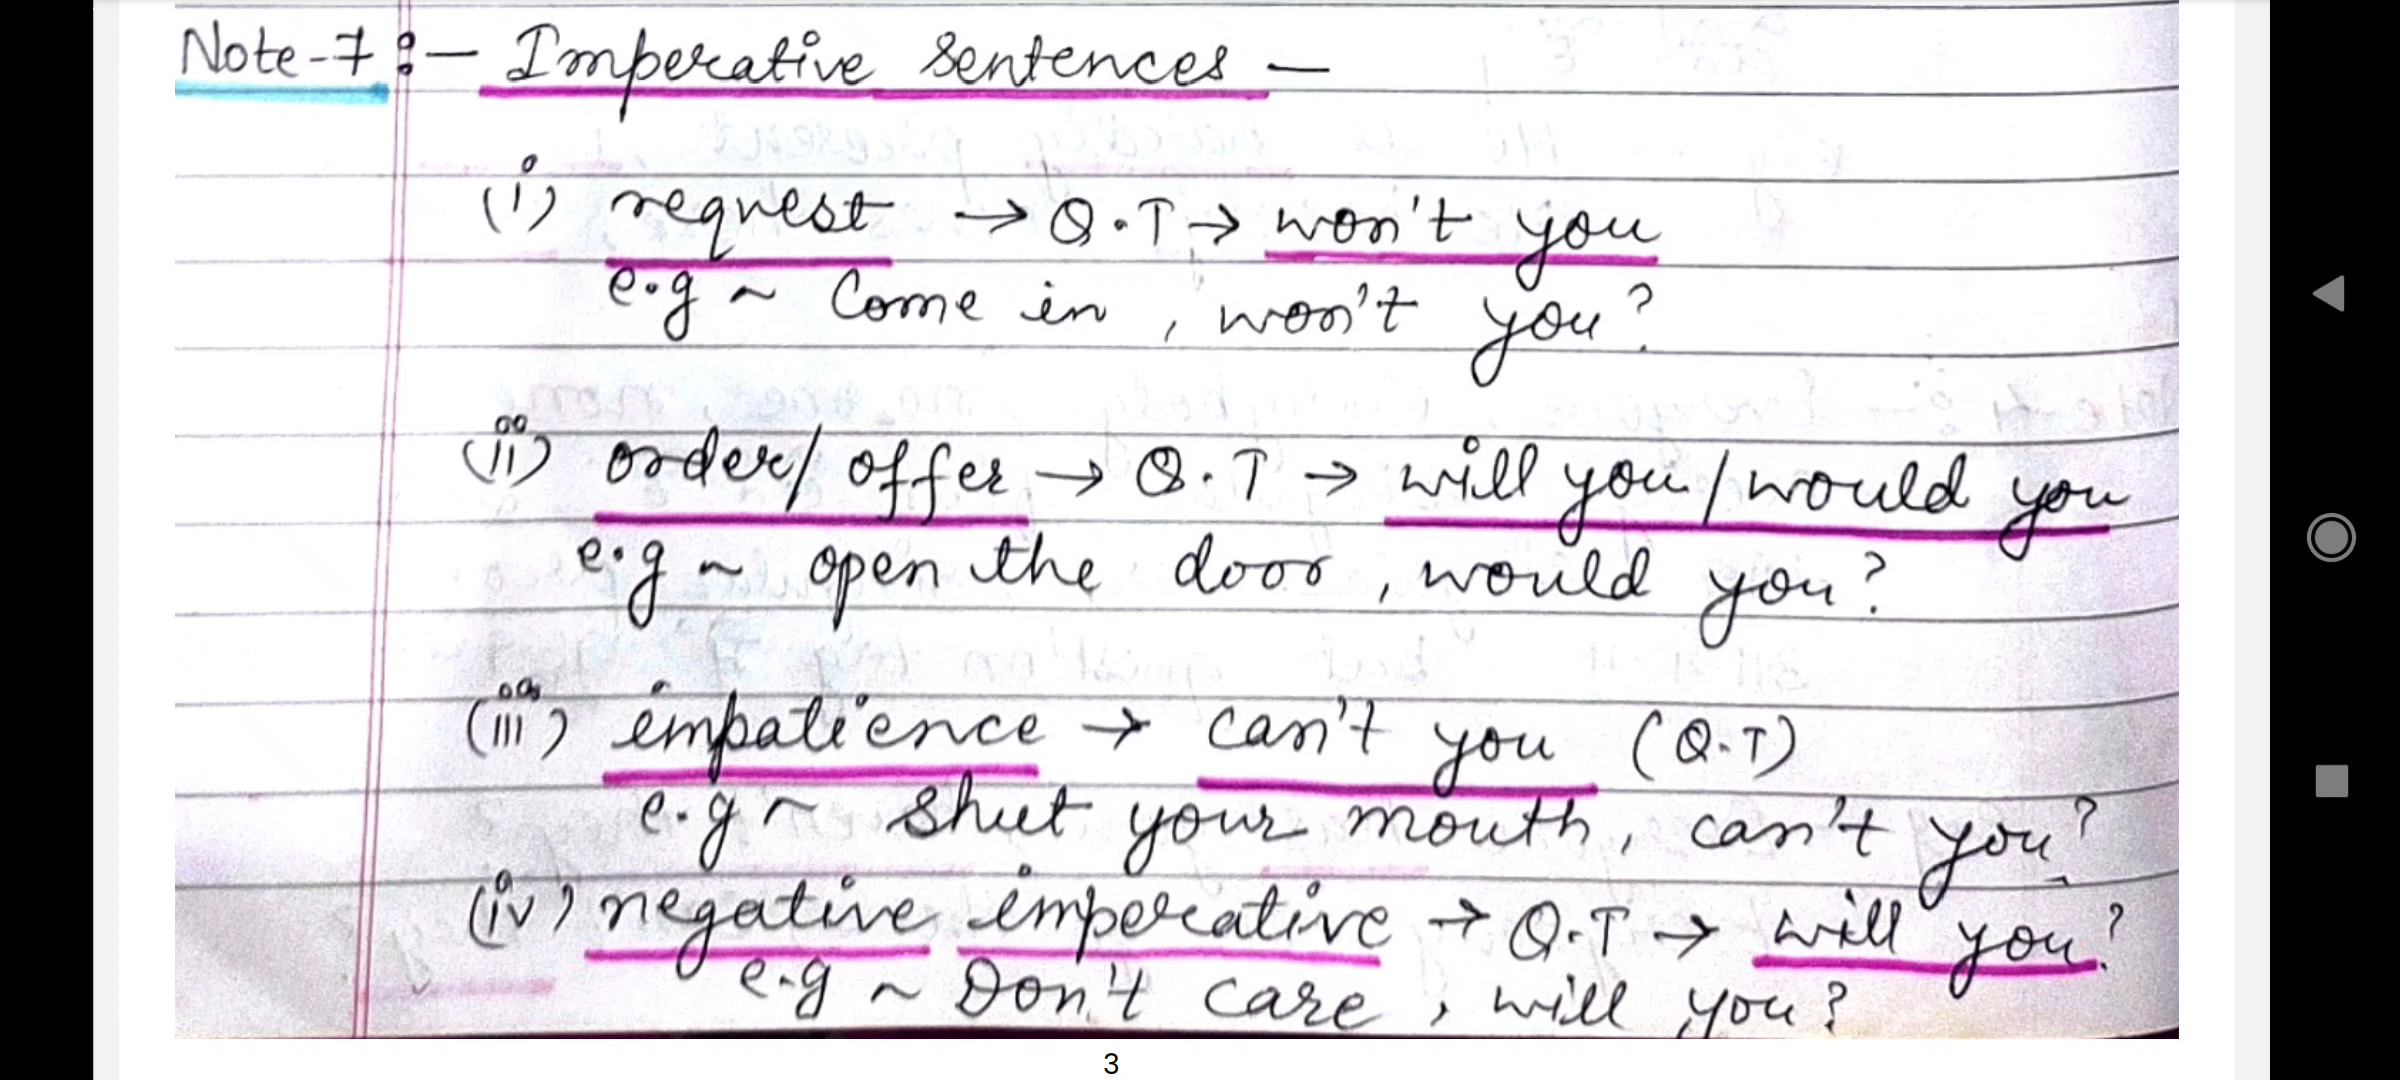 Note-7 :- Imperative Sentences -
(i) request → Q.T → won't you
e.g ~ Come in, won't you?
(ii) order/ offer → Q.T → will you/would you
e.g ~ open the door, would you?
(iii) impatience → can't you (Q.T)
e.g ~ Shut your mouth, can't you?
(iv) negative imperative → Q.T → will you?
e.g ~ Don't care, will you?
3